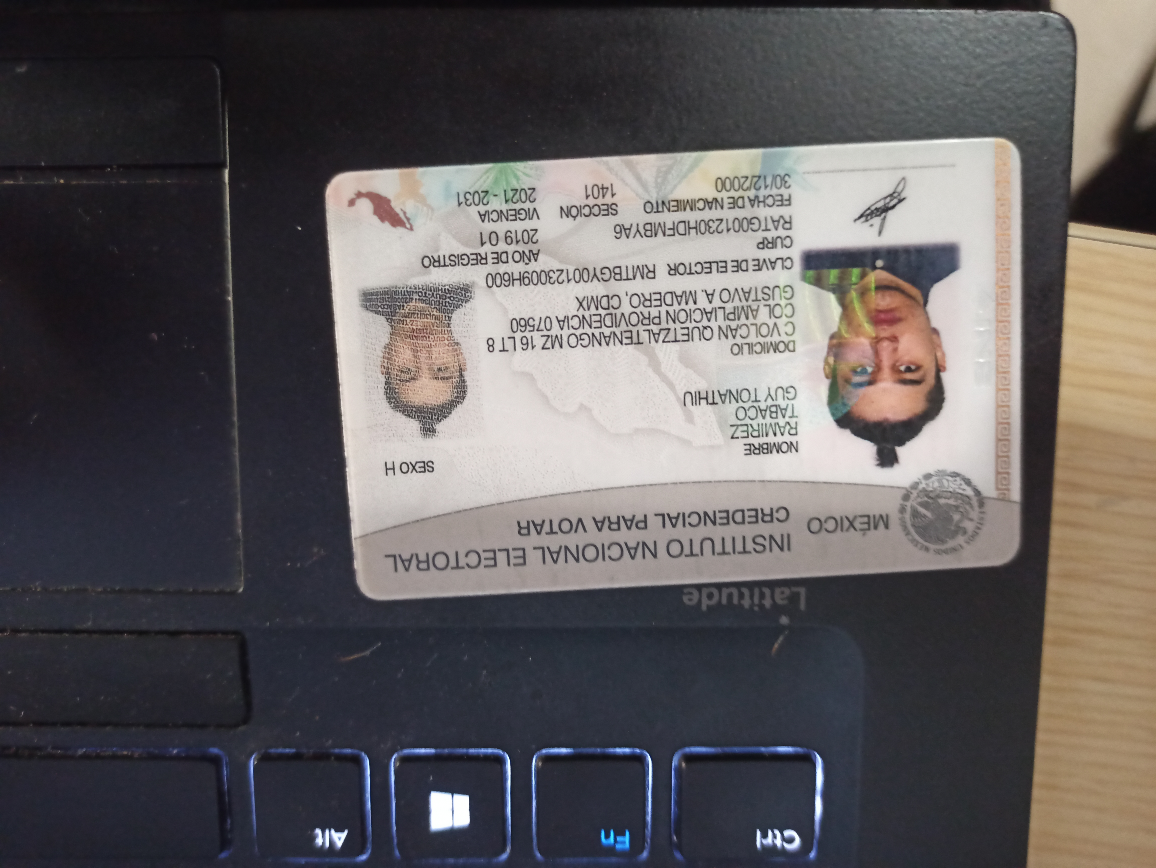 MÉXICO
INSTITUTO NACIONAL ELECTORAL
CREDENCIAL PARA VOTAR
NOMBRE
RAMIREZ
TABACO
GUY TONATHIU
SEXO H
DOMICILIO
C VOLCAN QUETZALTENANGO MZ 16 LT 8
COL AMPLIACION PROVIDENCIA 07560
GUSTAVO A. MADERO, CDMX
CLAVE DE ELECTOR RMTBGY00123009H600
CURP
RATG001230HDFMBYA6
AÑO DE REGISTRO
2019 01
FECHA DE NACIMIENTO
30/12/2000
SECCIÓN
1401
VIGENCIA
2021 - 2031
Latitude
Ctrl
Fn
Alt